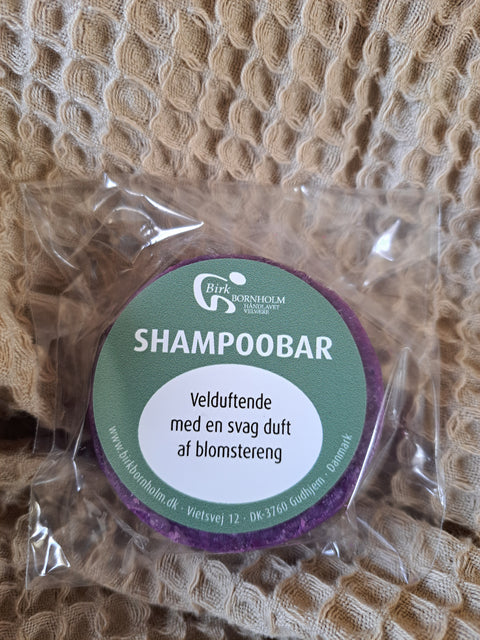 Birk
BORNHOLM
HÅNDLAVET
VELVÆRE
SHAMPOOBAR
Velduftende
med en svag duft
af blomstereng
www.birkbornholm.dk · Vietsvej 12 · DK-3760 Gudhjem · Danmark